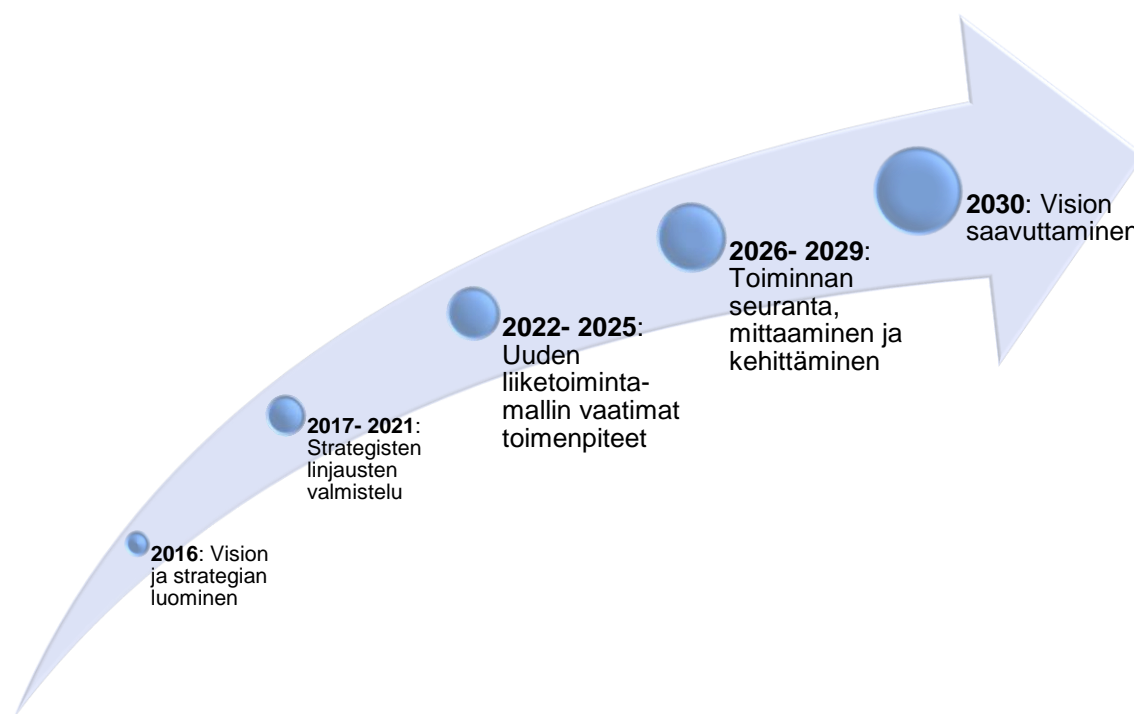 2016: Vision
ja strategian
luominen
2017- 2021:
Strategisten
linjausten
valmistelu
2022- 2025:
Uuden
liiketoiminta-
mallin vaatimat
toimenpiteet
2026- 2029:
Toiminnan
seuranta,
mittaaminen ja
kehittäminen
2030: Vision
saavuttaminen